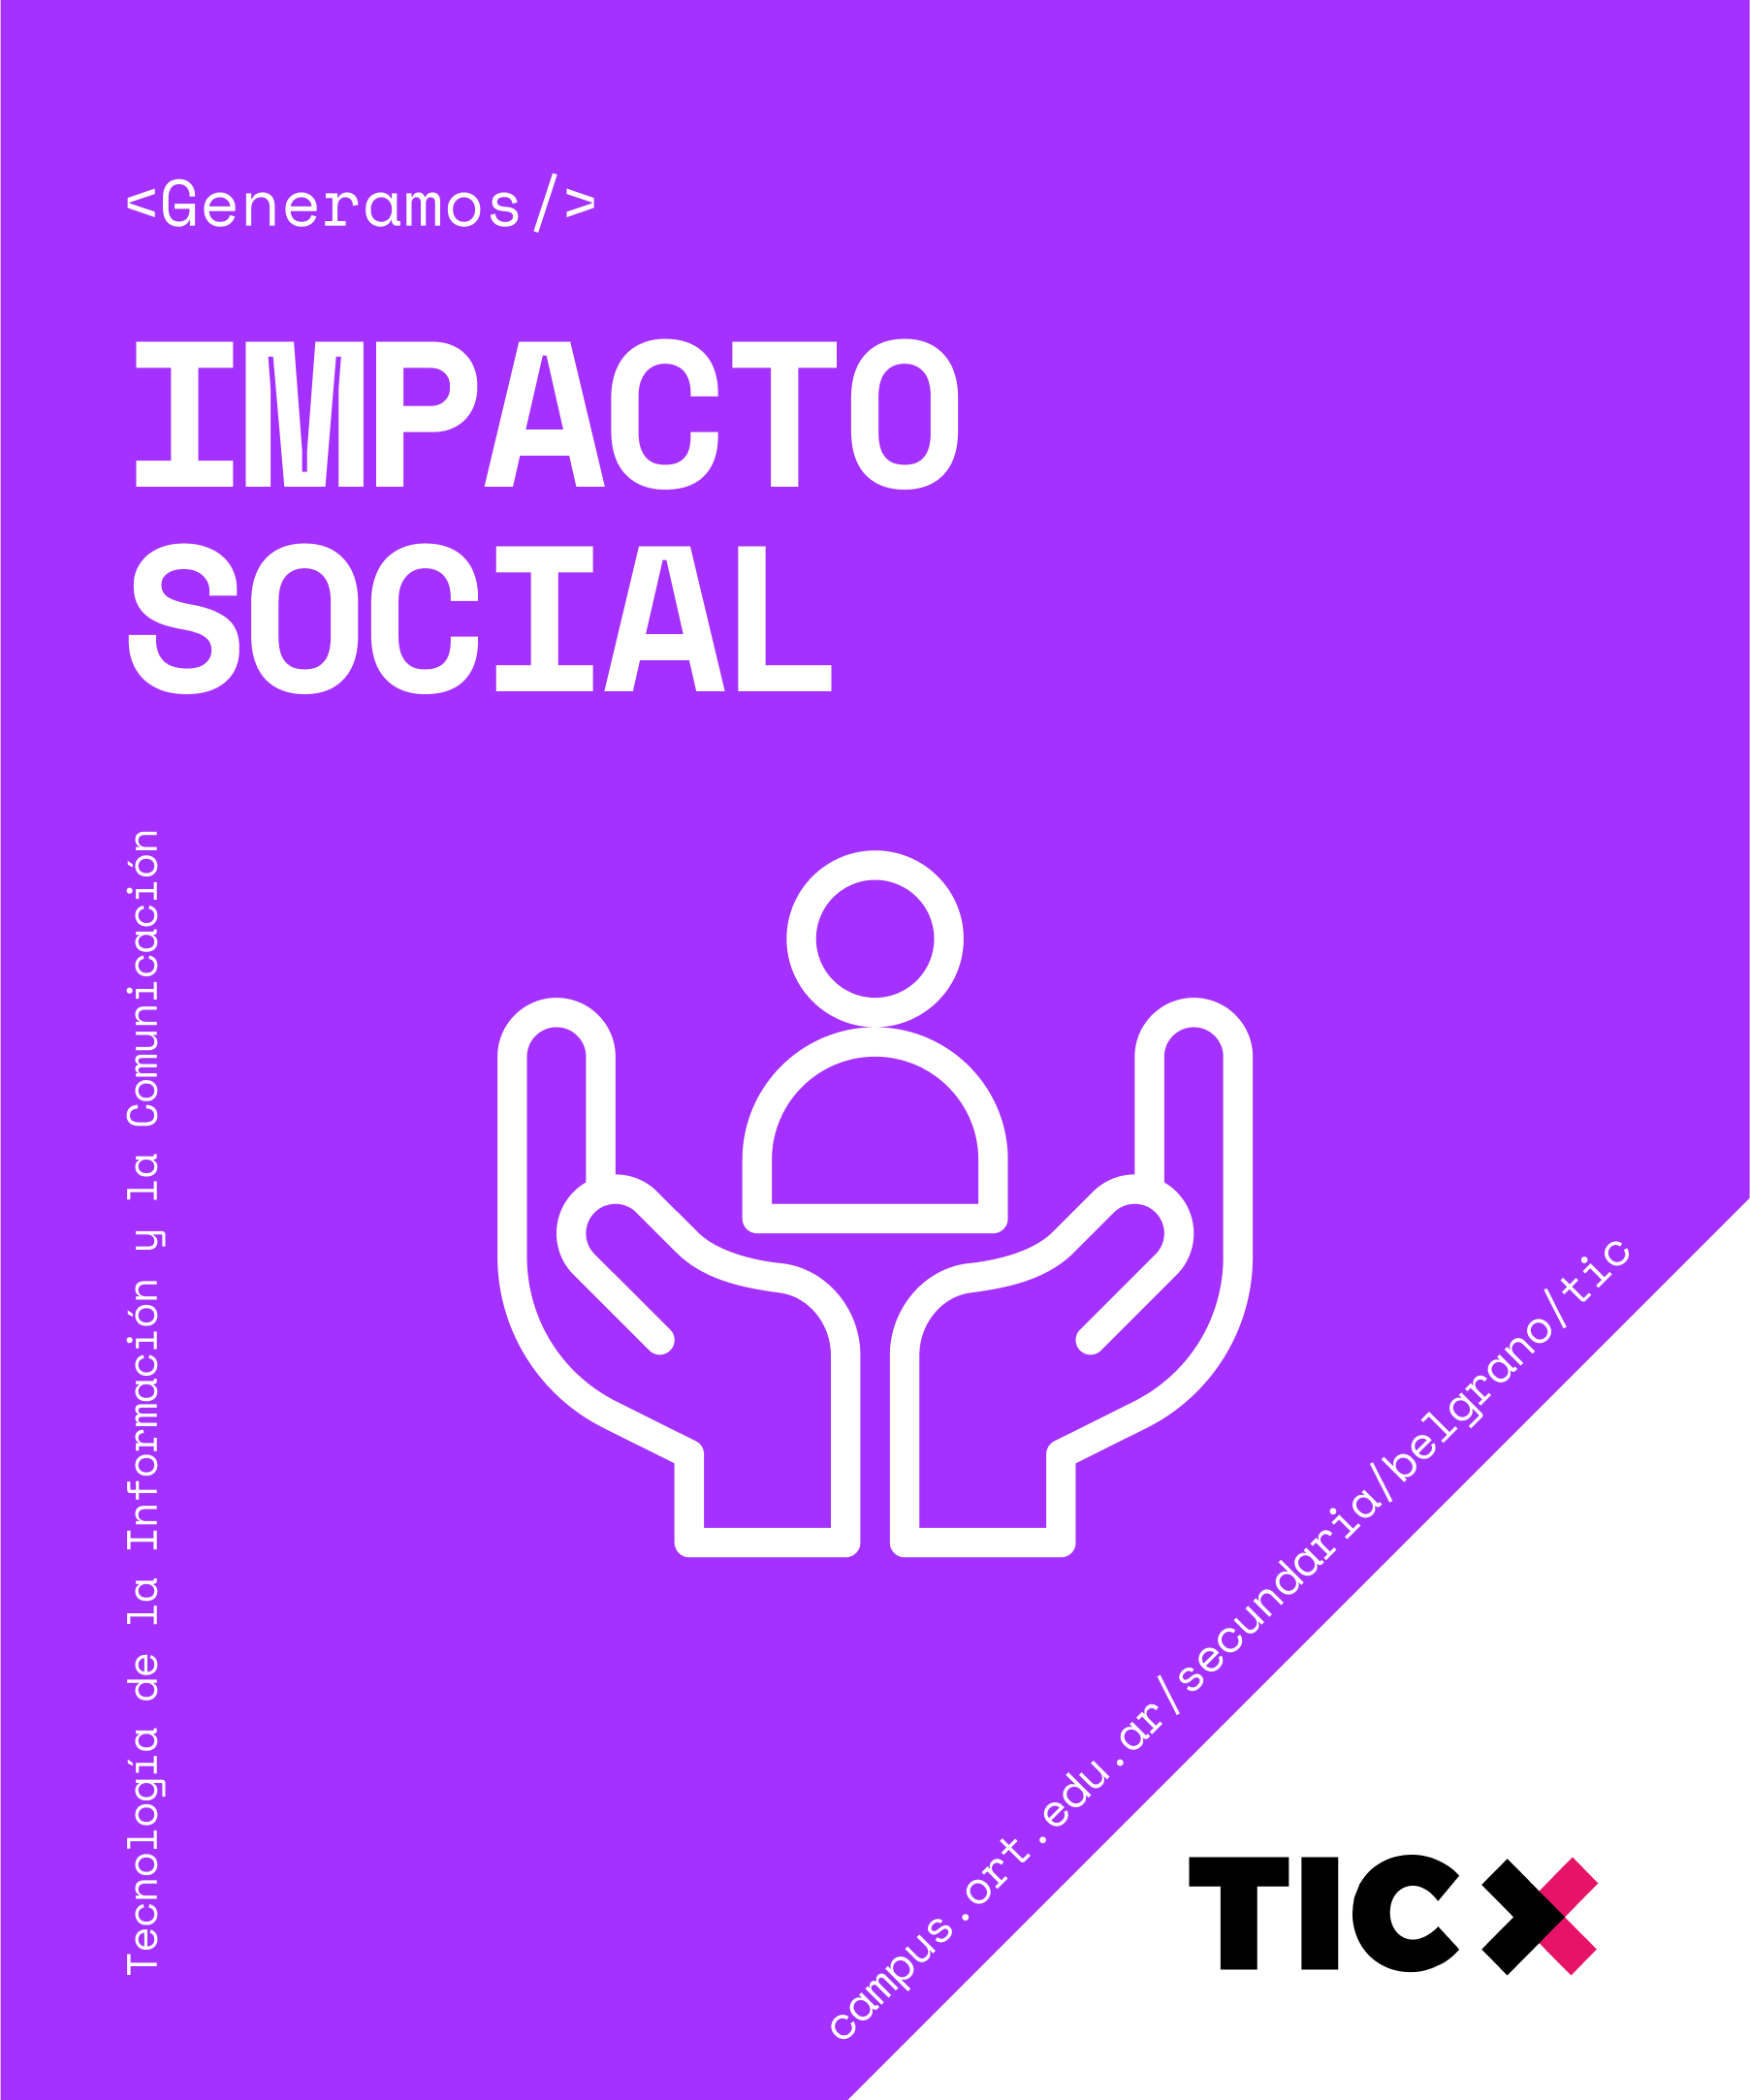 <Generamos/>
IMPACTO
SOCIAL
Tecnología de la Información y la Comunicación
campus.ort.edu.ar/secundaria/belgrano/tic
TIC